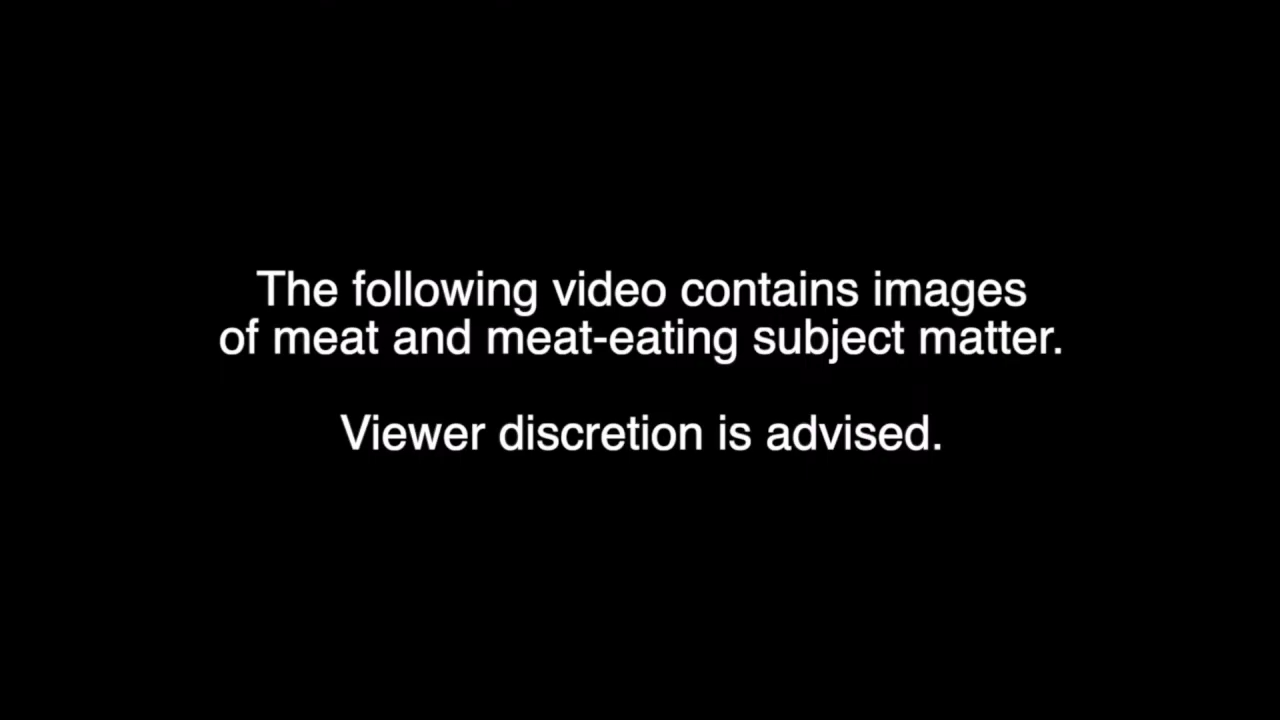 The following video contains images
of meat and meat-eating subject matter.
Viewer discretion is advised.